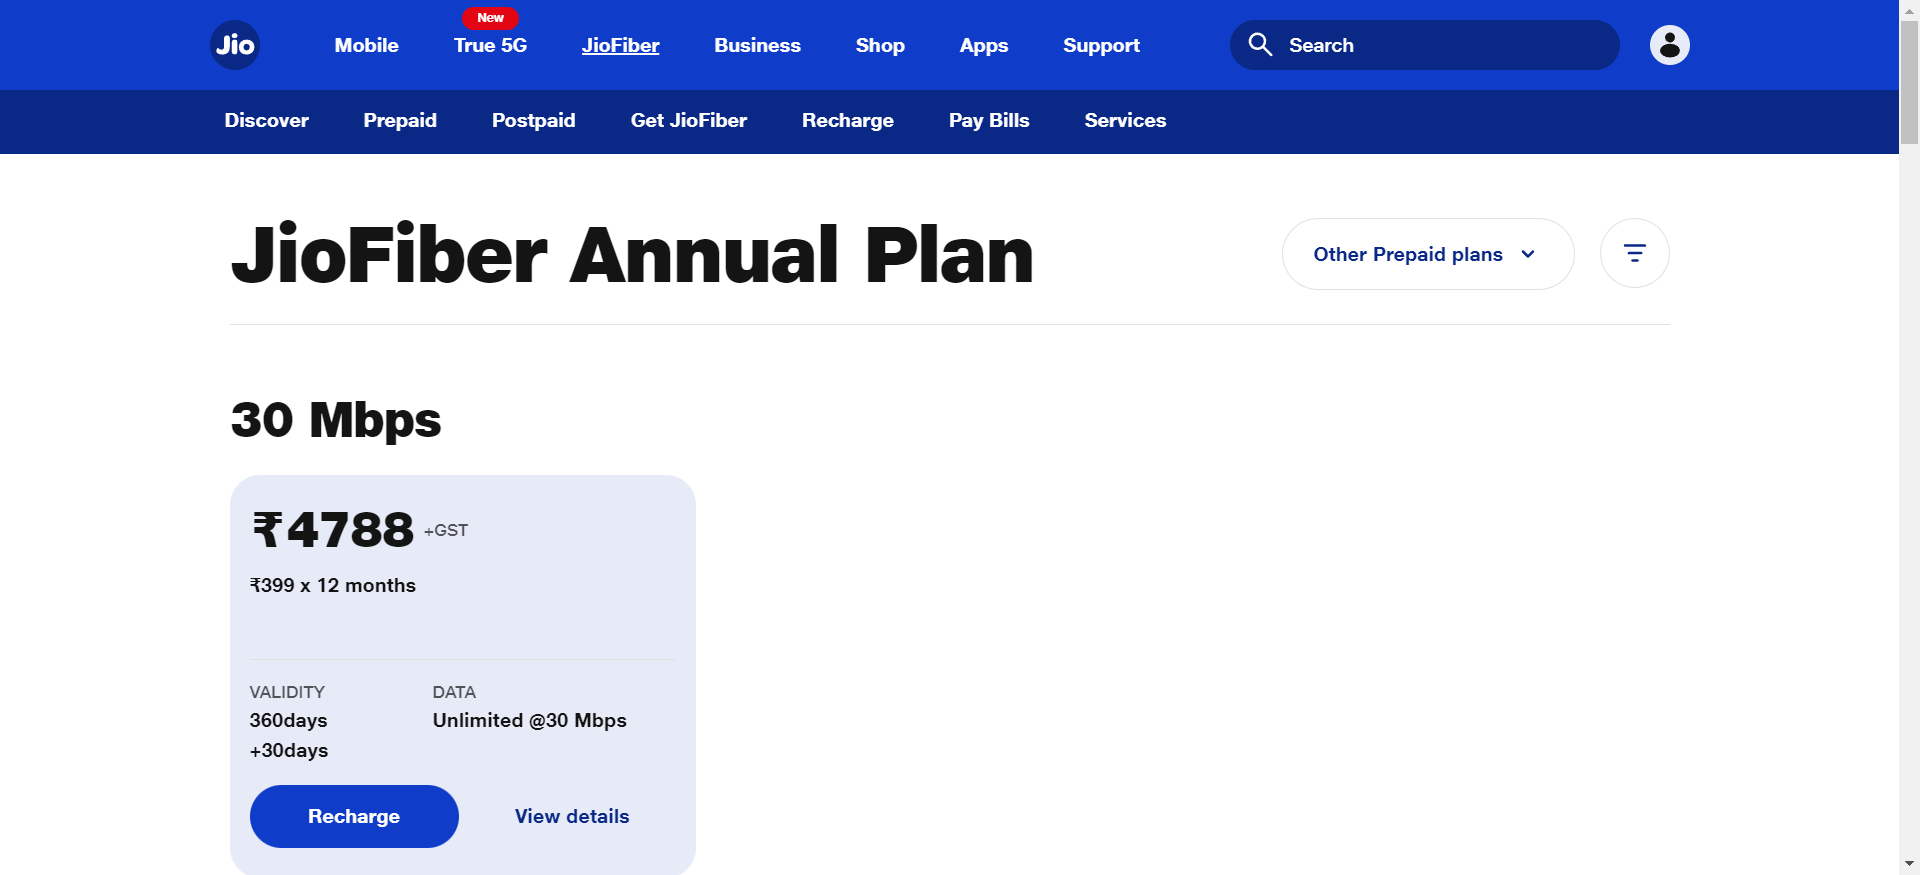 Jio
Mobile
New
True 5G
JioFiber
Business
Shop
Apps
Support
Search
Discover
Prepaid
Postpaid
Get JioFiber
Recharge
Pay Bills
Services
JioFiber Annual Plan
Other Prepaid plans
30 Mbps
₹4788 +GST
₹399 x 12 months
VALIDITY
360days
+30days
DATA
Unlimited @30 Mbps
Recharge
View details